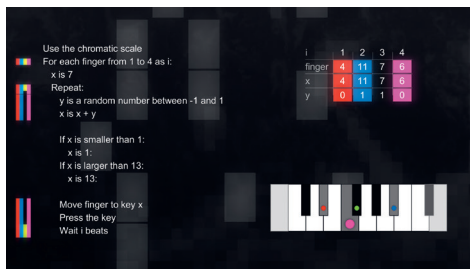 Use the chromatic scale
For each finger from 1 to 4 as i:
x is 7
Repeat:
y is a random number between -1 and 1
x is x + y
If x is smaller than 1:
x is 1:
If x is larger than 13:
x is 13:
Move finger to key x
Press the key
Wait i beats
i 1 2 3 4
finger 4 11 7 6
x 4 11 7 6
y 0 1 1 0